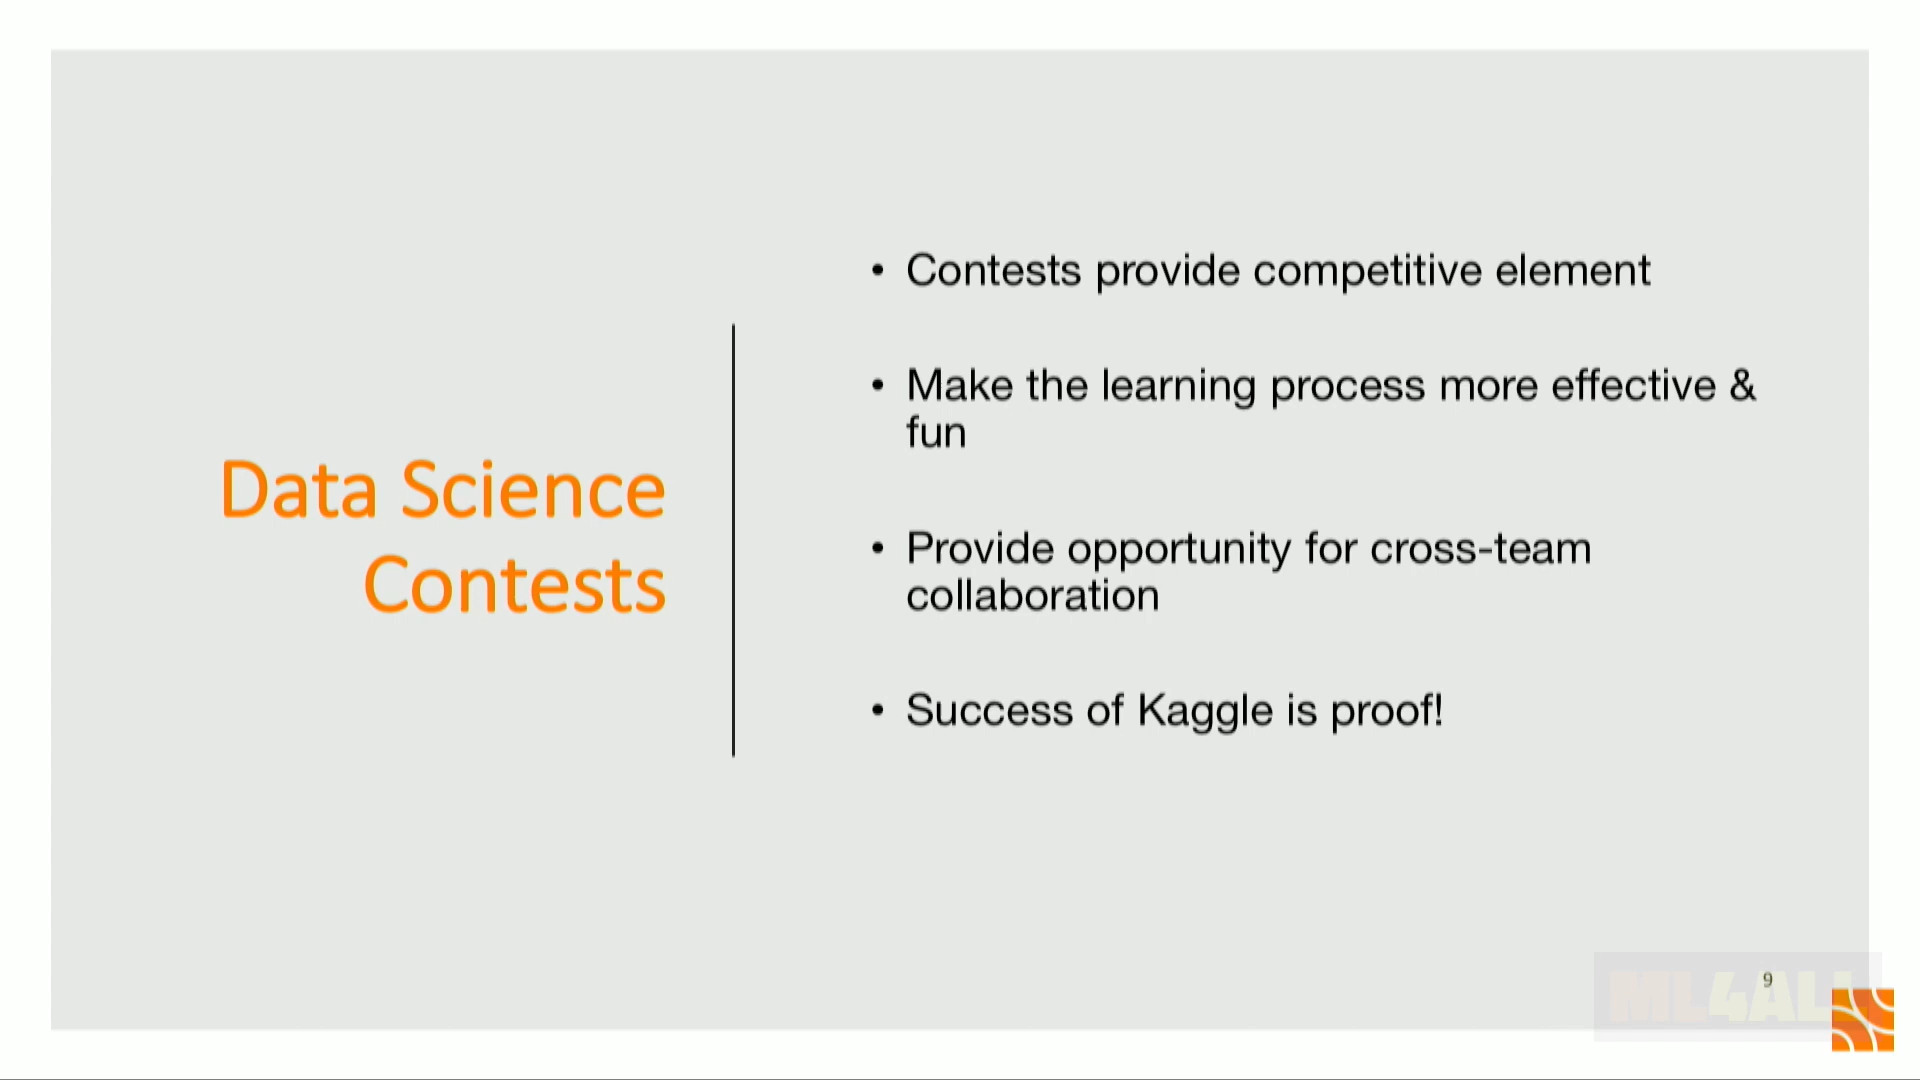 Data Science
Contests
• Contests provide competitive element
• Make the learning process more effective &
fun
• Provide opportunity for cross-team
collaboration
• Success of Kaggle is proof!
9
ML4ALL